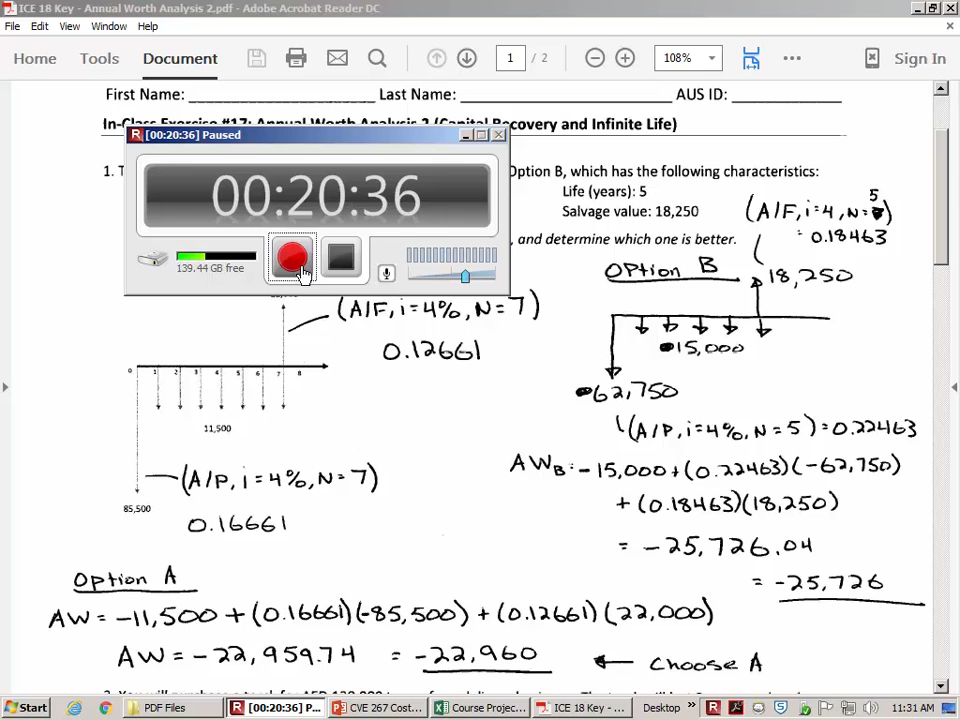 ICE 18 Key - Annual Worth Analysis 2.pdf - Adobe Acrobat Reader DC
File Edit View Window Help
Home Tools Document 1 / 2 108% Sign In
First Name: Last Name: AUS ID:
In-Class Exercise #17: Annual Worth Analysis 2 (Capital Recovery and Infinite Life)
[00:20:36] Paused
1. T Option B, which has the following characteristics:
Life (years): 5
Salvage value: 18,250
, and determine which one is better.
00:20:36
139.44 GB free
(A/F, i=4, N=5)
= 0.18463
Option B
18,250
(A/F, i=4%, N=7)
0.12661
15,000
0 1 2 3 4 5 6 7 8
62,750
11,500
(A/P, i=4%, N=5) = 0.22463
(A/P, i=4%, N=7)
AWB = -15,000 + (0.22463)(-62,750)
85,500
+ (0.18463)(18,250)
0.16661
= -25,726.04
Option A
= -25,726
AW = -11,500 + (0.16661)(-85,500) + (0.12661)(22,000)
AW = -22,959.74 = -22,960 ← Choose A
Start PDF Files [00:20:36] P... CVE 267 Cost... Course Projec... ICE 18 Key - ... Desktop » 11:31 AM